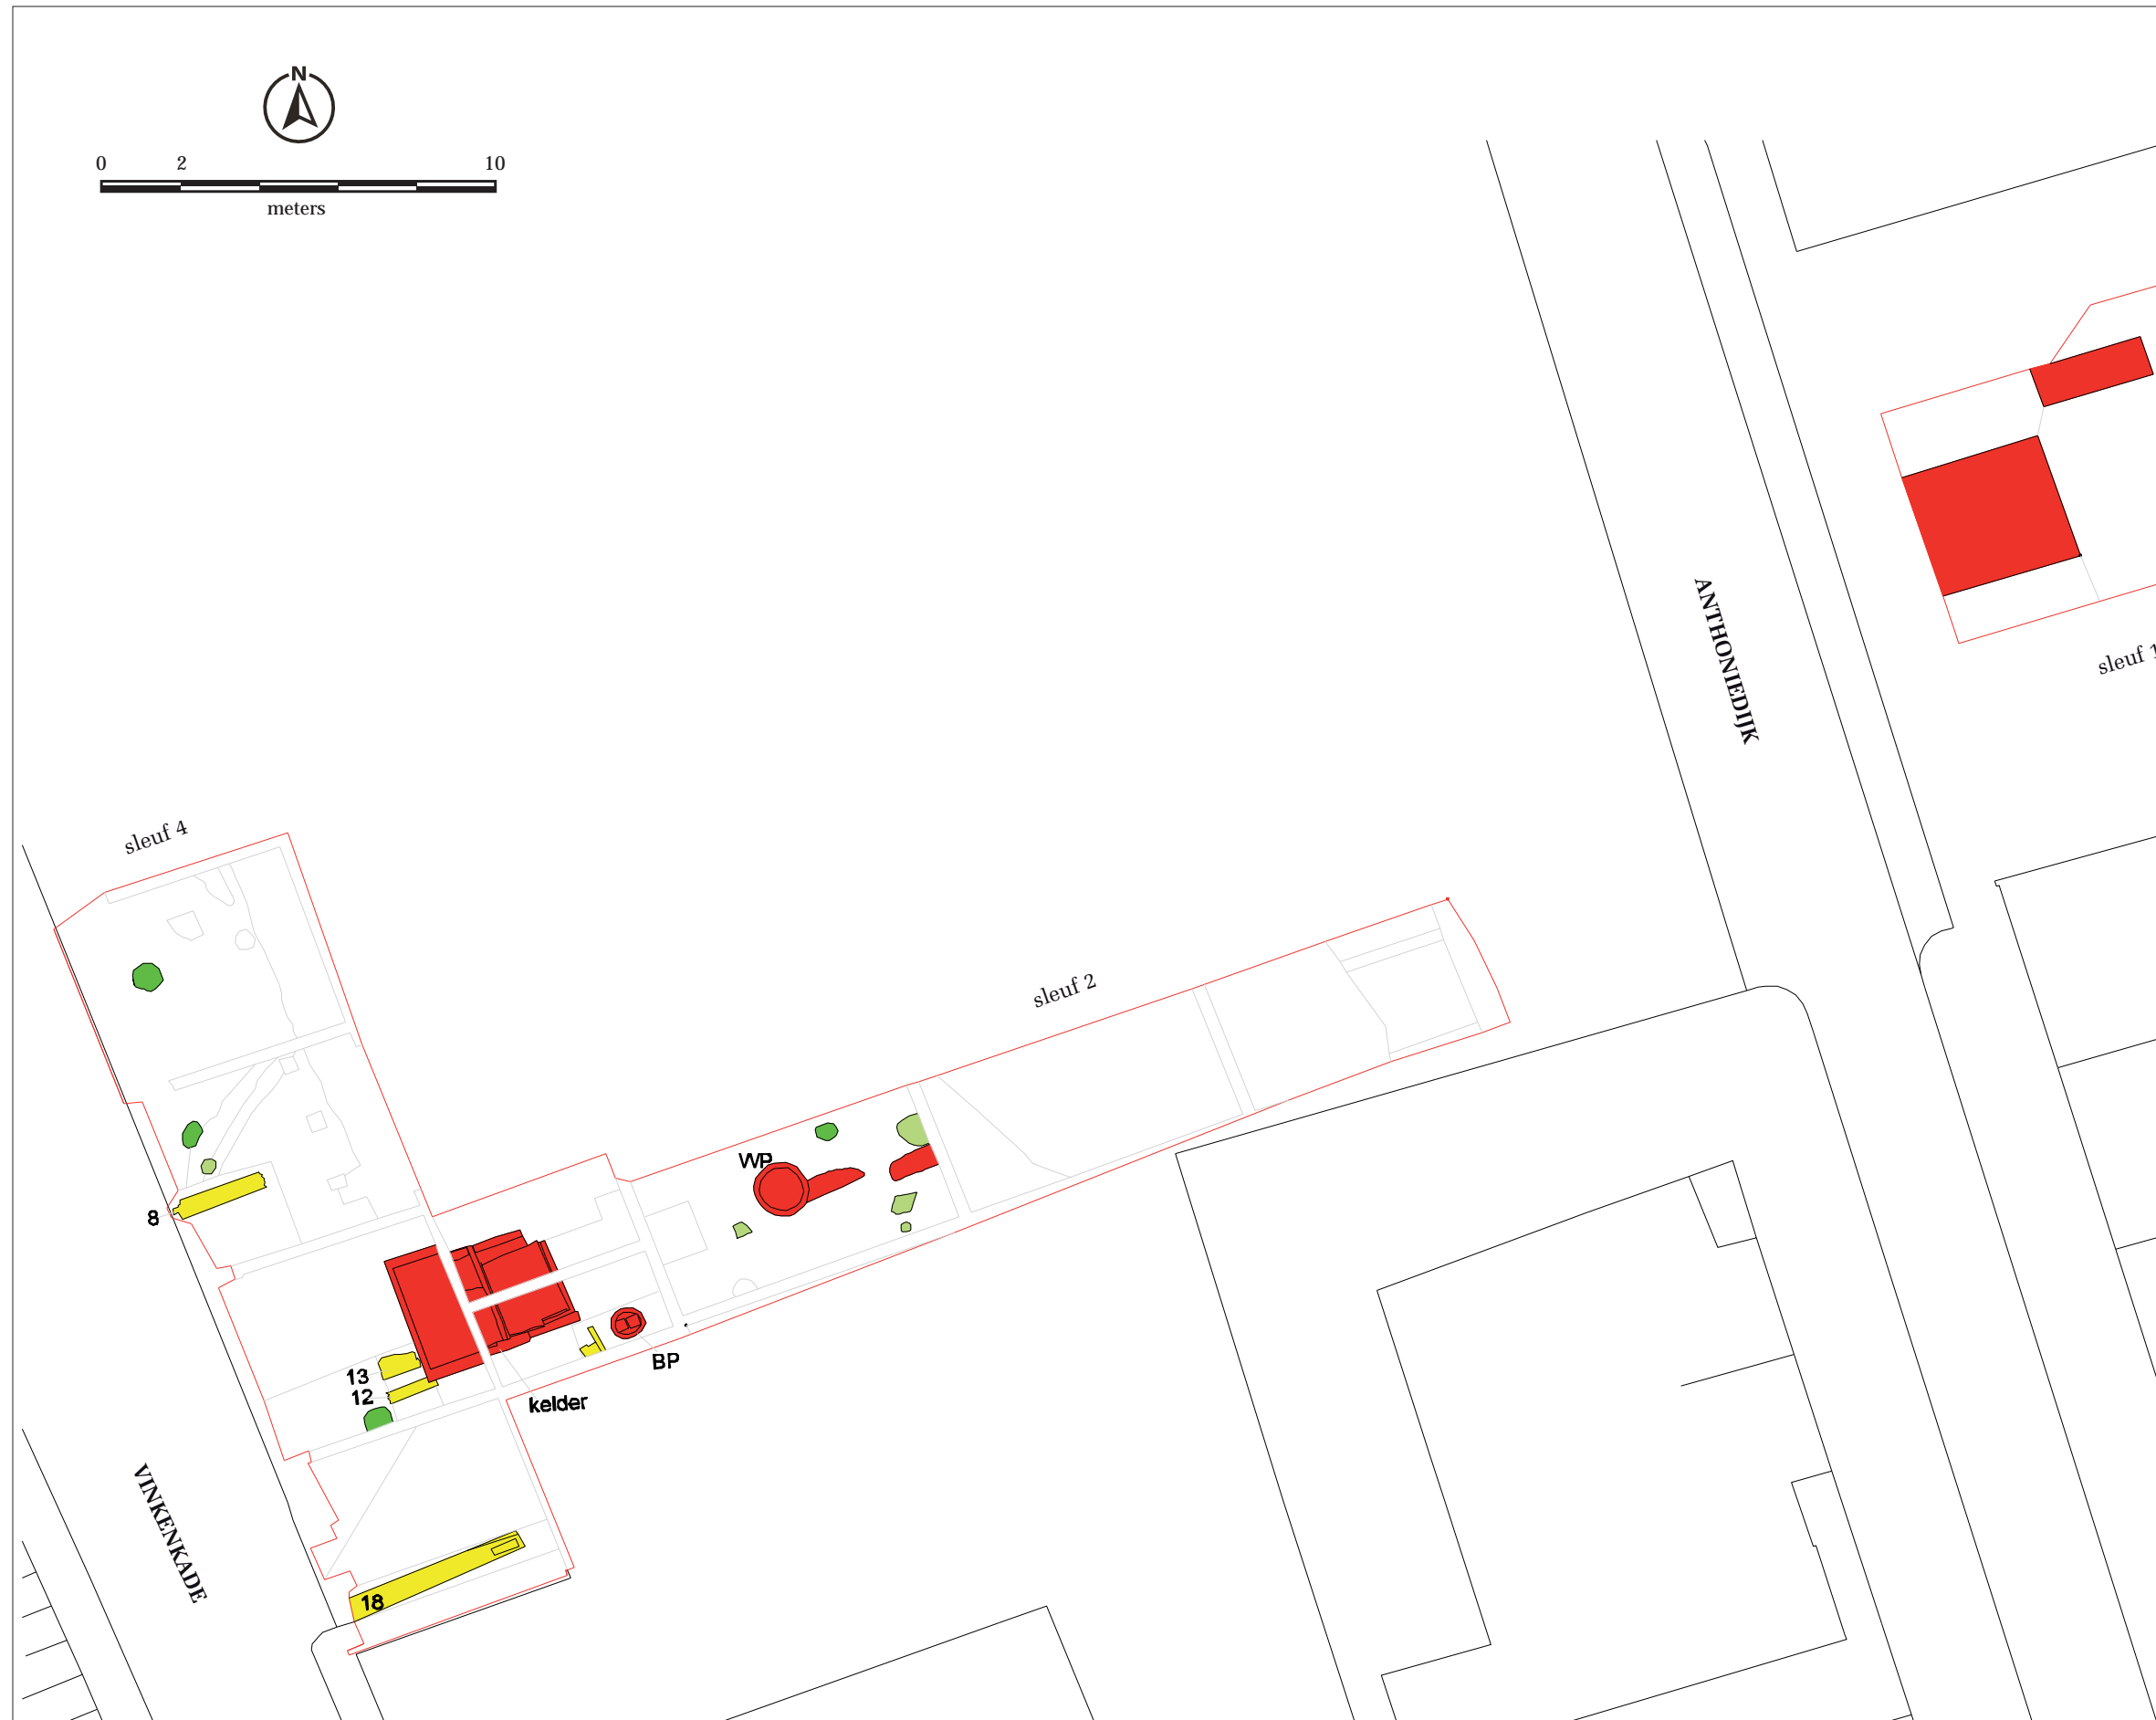 N
0 2 10
meters
ANTHONIEDIJK
sleuf 1
sleuf 4
sleuf 2
WP
8
BP
13
12
kelder
VINKENKADE
18